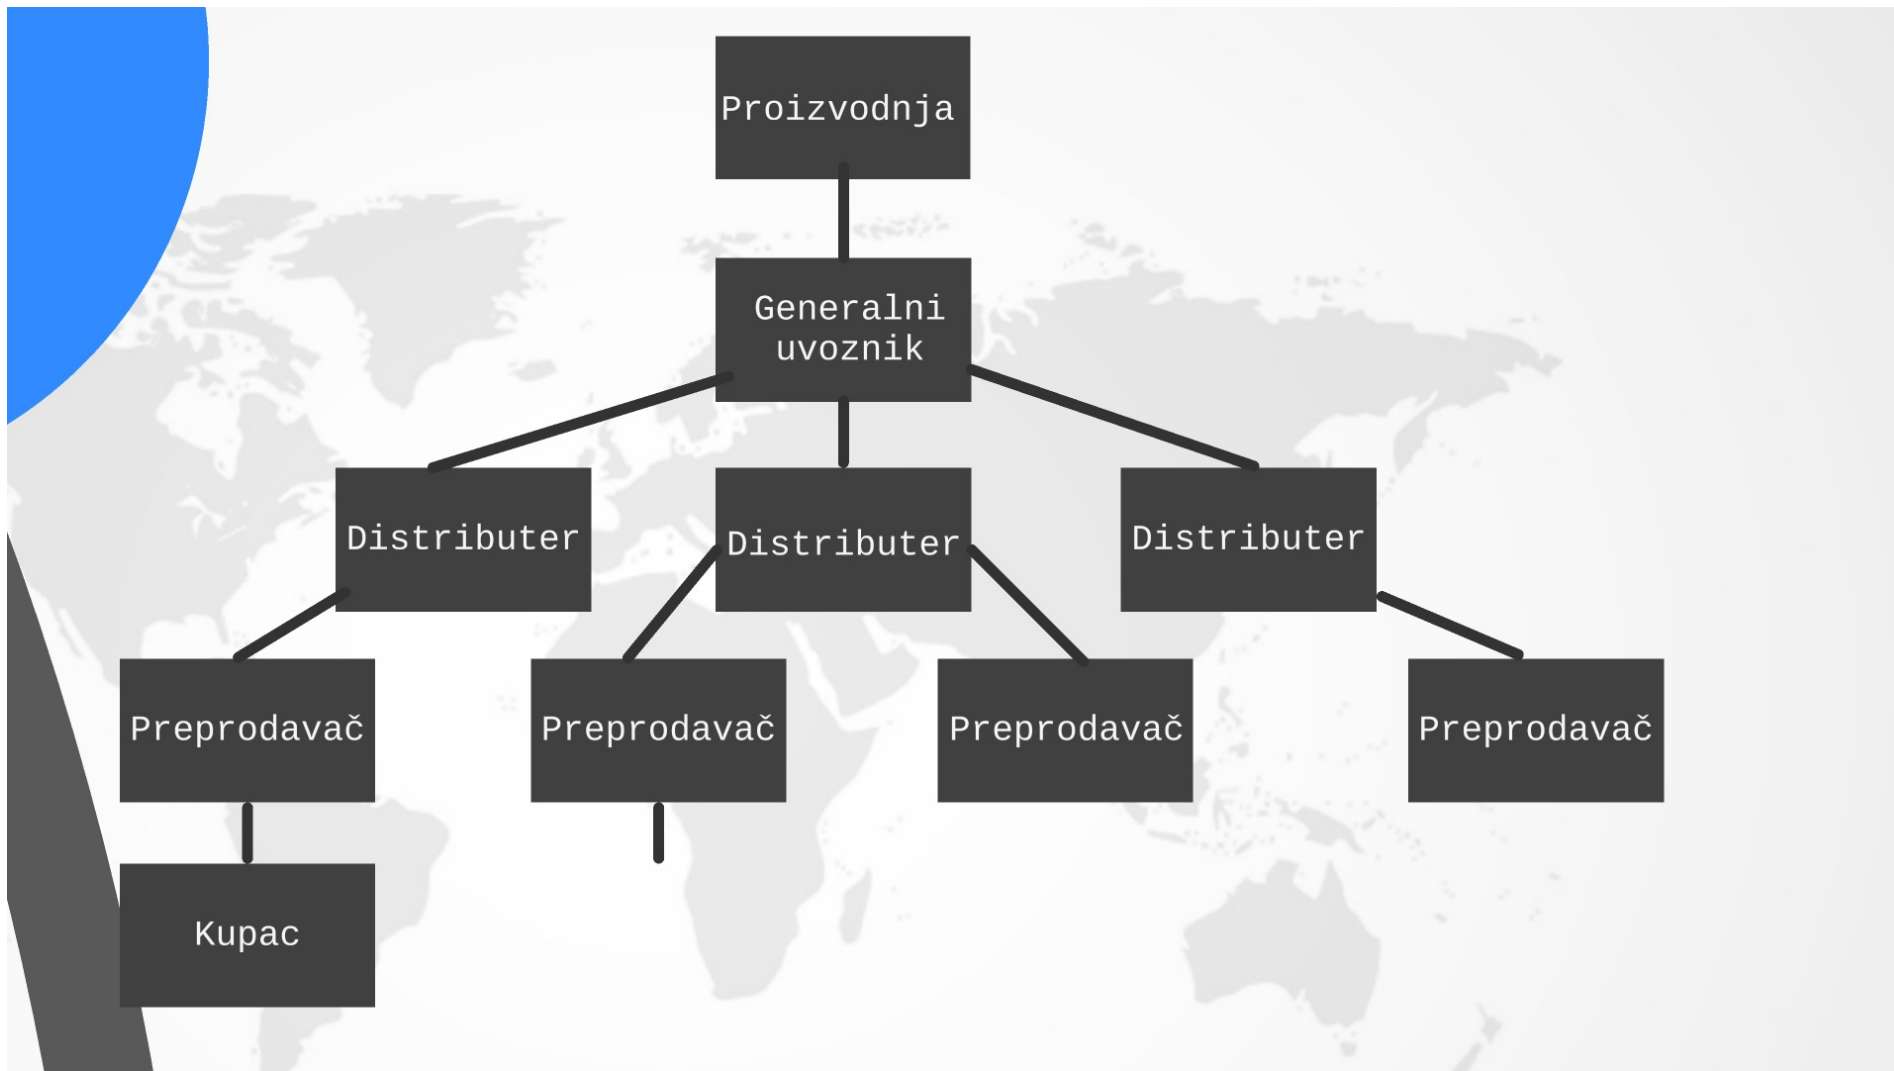 Proizvodnja
Generalni
uvoznik
Distributer
Distributer
Distributer
Preprodavač
Preprodavač
Preprodavač
Preprodavač
Kupac